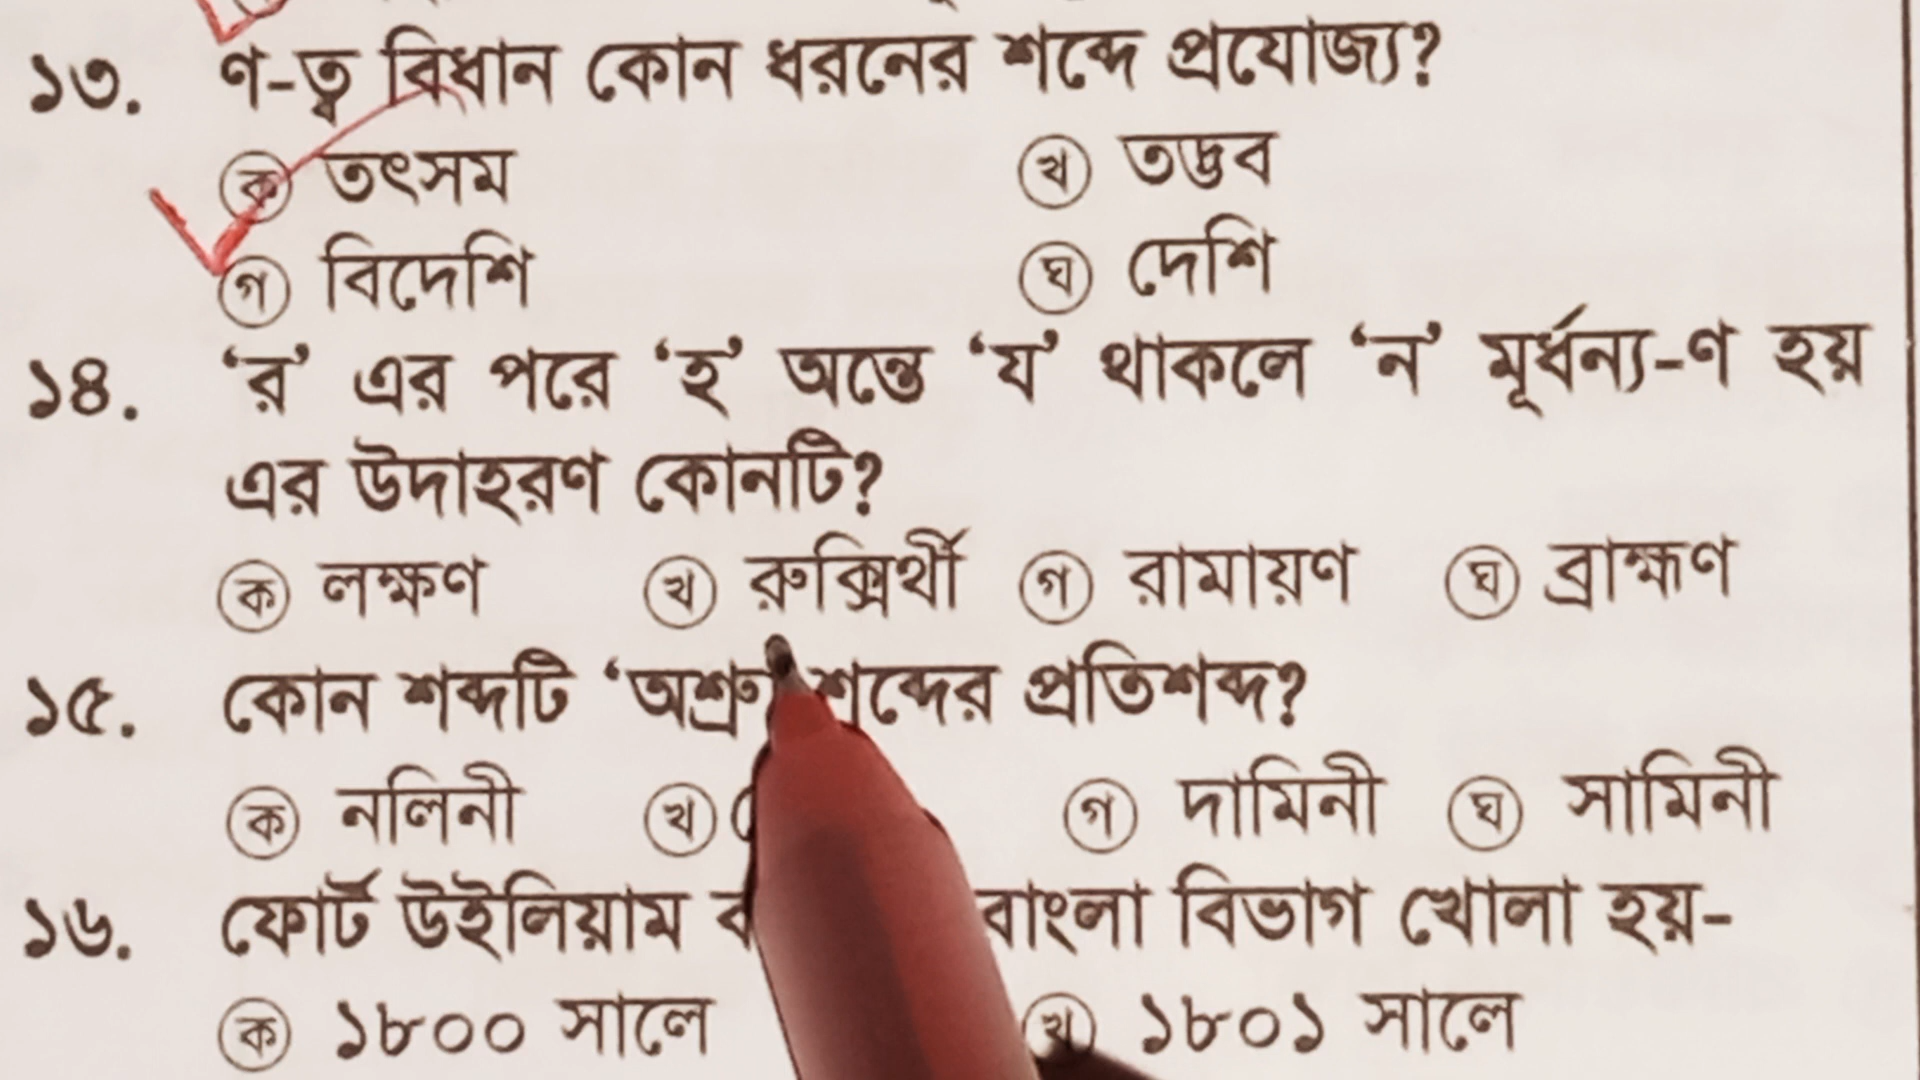 ১৩. ণ-ত্ব বিধান কোন ধরনের শব্দে প্রযোজ্য?
ক তৎসম খ তদ্ভব
গ বিদেশি ঘ দেশি
১৪. ‘র’ এর পরে ‘হ’ অন্তে ‘য’ থাকলে ‘ন’ মূর্ধন্য-ণ হয়
এর উদাহরণ কোনটি?
ক লক্ষণ খ গ রামায়ণ ঘ ব্রাহ্মণ
১৫. কোন শব্দটি ‘অশ্রু’ শব্দের প্রতিশব্দ?
ক নলিনী খ গ দামিনী ঘ সামিনী
১৬. ফোর্ট উইলিয়াম বাংলা বিভাগ খোলা হয়-
ক ১৮০০ সালে খ ১৮০১ সালে